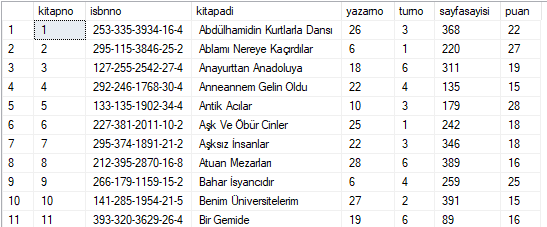 kitapno isbnno kitapadi yazarno turno sayfasayisi puan
1 1 253-335-3934-16-4 Abdülhamidin Kurtlarla Dansı 26 3 368 22
2 2 295-115-3846-25-2 Ablamı Nereye Kaçırdılar 6 1 220 27
3 3 127-255-2542-27-4 Anayurttan Anadoluya 18 6 311 19
4 4 292-246-1768-30-4 Anneannem Gelin Oldu 22 4 135 15
5 5 133-135-1902-34-4 Antik Acılar 10 3 179 28
6 6 227-381-2011-10-2 Aşk Ve Öbür Cinler 25 1 242 18
7 7 295-374-1891-21-2 Aşksız İnsanlar 22 3 346 18
8 8 212-395-2870-16-8 Atuan Mezarları 28 6 389 16
9 9 266-179-1159-15-2 Bahar İsyancıdır 6 4 259 25
10 10 141-285-1954-21-5 Benim Üniversitelerim 27 2 391 15
11 11 393-320-3629-26-4 Bir Gemide 19 6 89 16